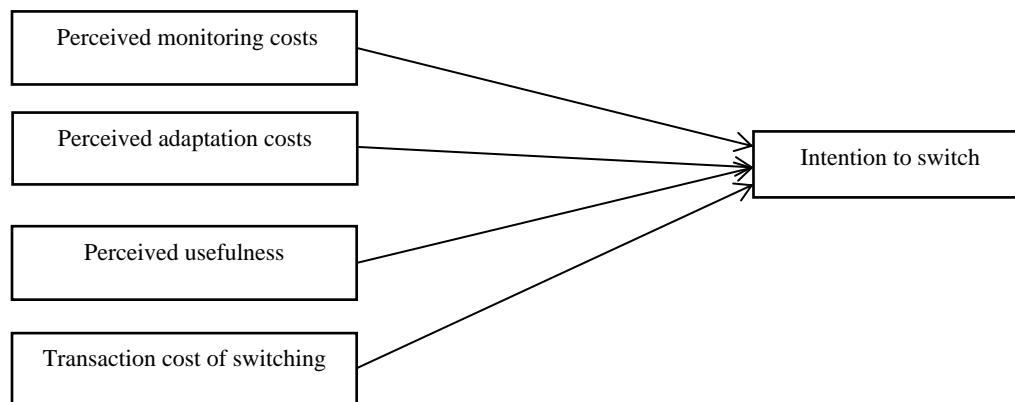 Perceived monitoring costs
Perceived adaptation costs
Intention to switch
Perceived usefulness
Transaction cost of switching